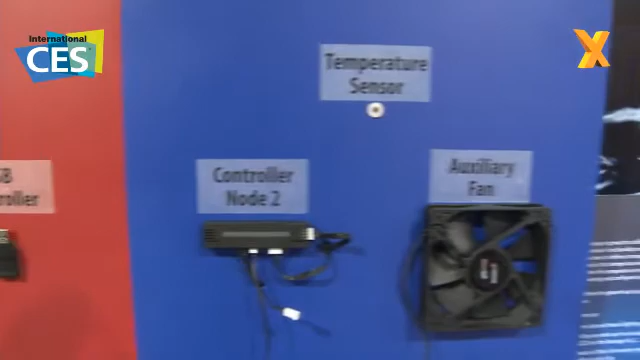 International
CES
X
Temperature
Sensor
Controller
Node 2
Auxiliary
Fan